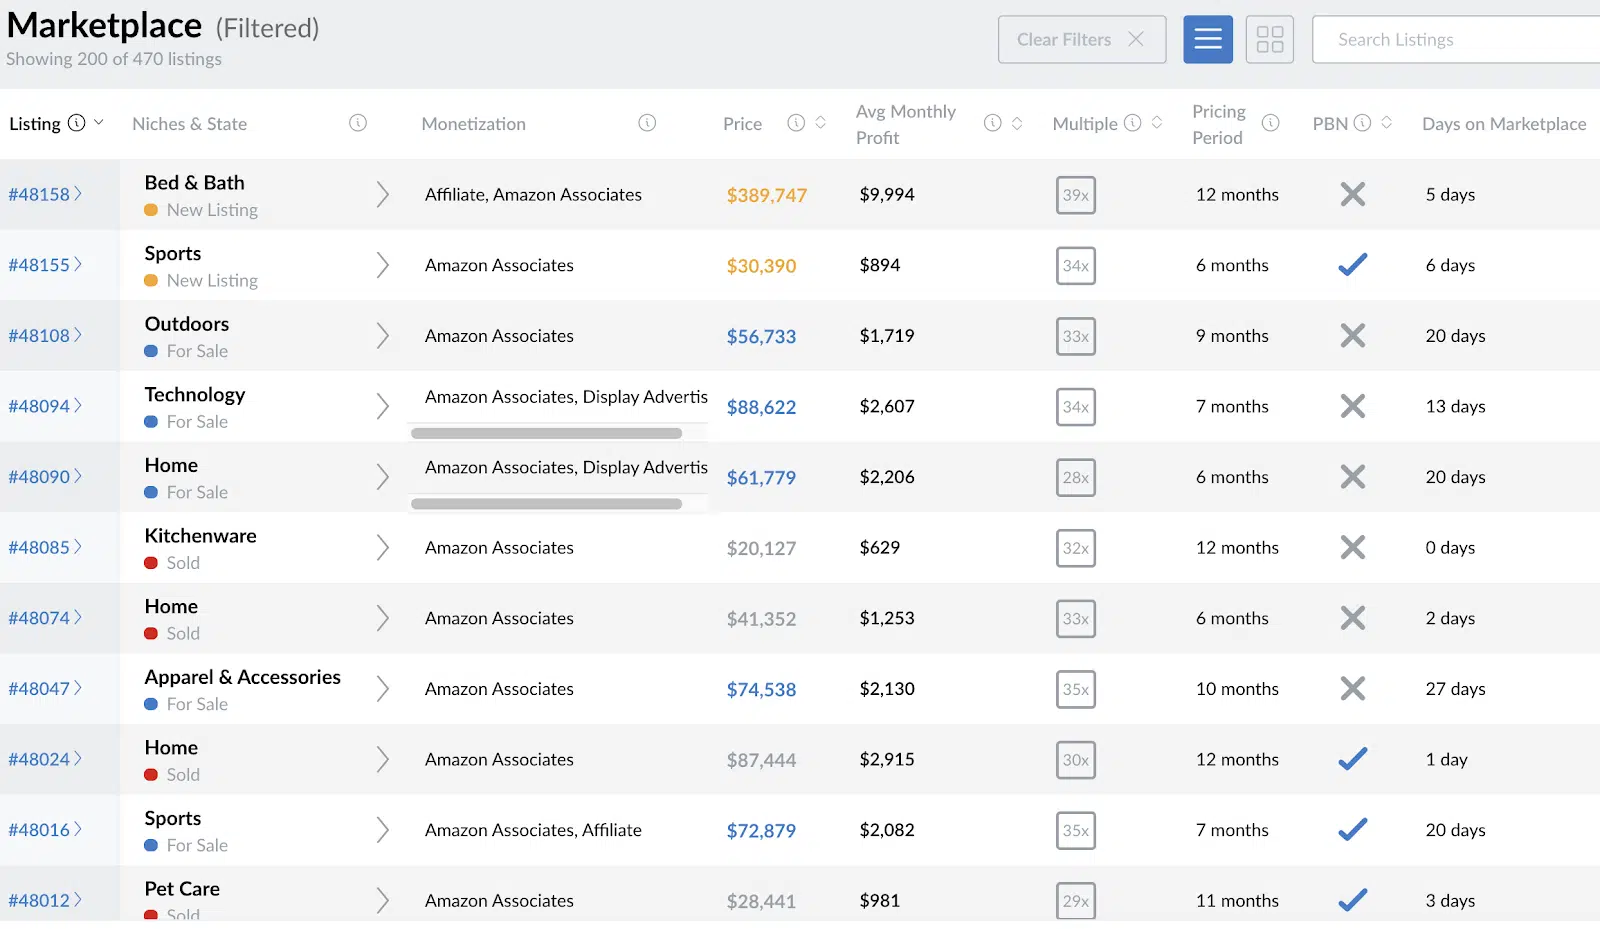 Marketplace (Filtered)
Showing 200 of 470 listings
Clear Filters
Search Listings
Listing Niches & State Monetization Price Avg Monthly Profit Multiple Pricing Period PBN Days on Marketplace
#48158 Bed & Bath New Listing Affiliate, Amazon Associates $389,747 $9,994 39x 12 months 5 days
#48155 Sports New Listing Amazon Associates $30,390 $894 34x 6 months 6 days
#48108 Outdoors For Sale Amazon Associates $56,733 $1,719 33x 9 months 20 days
#48094 Technology For Sale Amazon Associates, Display Advertis $88,622 $2,607 34x 7 months 13 days
#48090 Home For Sale Amazon Associates, Display Advertis $61,779 $2,206 28x 6 months 20 days
#48085 Kitchenware Sold Amazon Associates $20,127 $629 32x 12 months 0 days
#48074 Home Sold Amazon Associates $41,352 $1,253 33x 6 months 2 days
#48047 Apparel & Accessories For Sale Amazon Associates $74,538 $2,130 35x 10 months 27 days
#48024 Home Sold Amazon Associates $87,444 $2,915 30x 12 months 1 day
#48016 Sports For Sale Amazon Associates, Affiliate $72,879 $2,082 35x 7 months 20 days
#48012 Pet Care Sold Amazon Associates $28,441 $981 29x 11 months 3 days